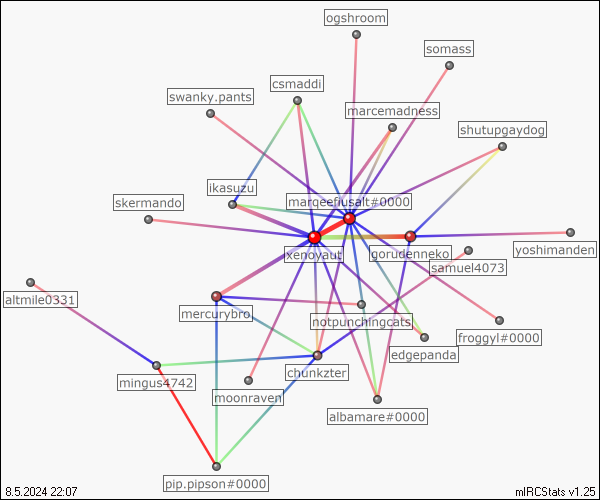 ogshroom
somass
csmaddi
swanky.pants
marcemadness
shutupgaydog
ikasuzu
marqeefiusalt#0000
skermando
xenoyaut
gorudenneko
yoshimanden
samuel4073
altmile0331
mercurybro.
notpunchingcats
froggyl#0000
edgepanda
chunkzter
mingus4742
moonraven
albamare#0000
pip.pipson#0000
8.5.2024 22:07
mIRCStats v1.25